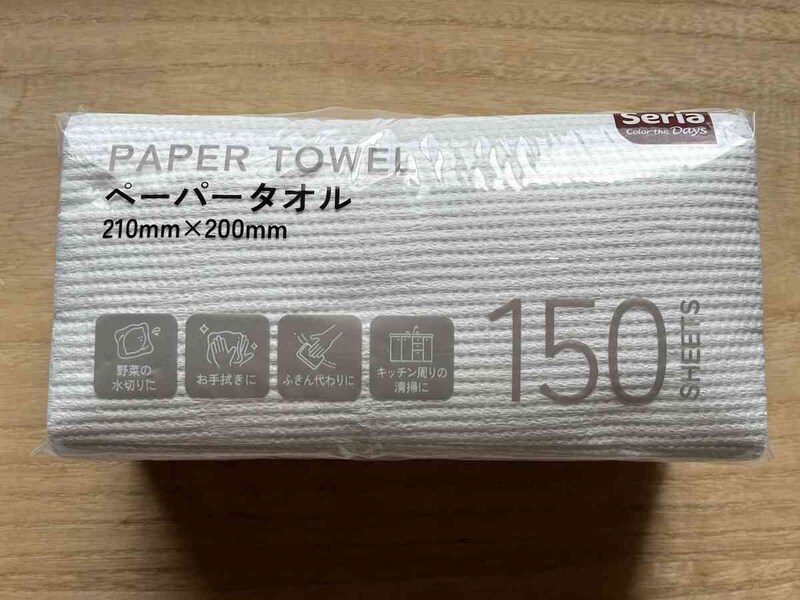 Seria
Color the Days
PAPER TOWEL
ペーパータオル
210mm×200mm
野菜の
水切りに
お手拭きに
ふきん代わりに
キッチン周りの
清掃に
150
SHEETS